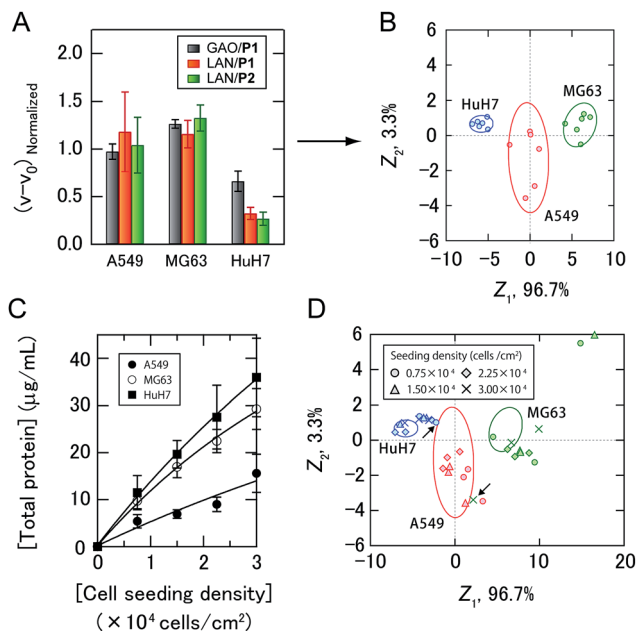 A
GAO/P1
LAN/P1
LAN/P2
(v−v₀) Normalized
2.0
1.5
1.0
0.5
0.0
A549
MG63
HuH7
B
Z₂, 3.3%
6
4
2
0
−2
−4
−6
HuH7
MG63
A549
−10
−5
0
5
10
Z₁, 96.7%
C
[Total protein] (μg/mL)
50
40
30
20
10
0
A549
MG63
HuH7
0
1
2
3
[Cell seeding density]
(×10⁴ cells/cm²)
D
Z₂, 3.3%
6
4
2
0
−2
−4
−6
Seeding density (cells /cm²)
0.75×10⁴
2.25×10⁴
1.50×10⁴
3.00×10⁴
HuH7
MG63
A549
−10
0
10
20
Z₁, 96.7%